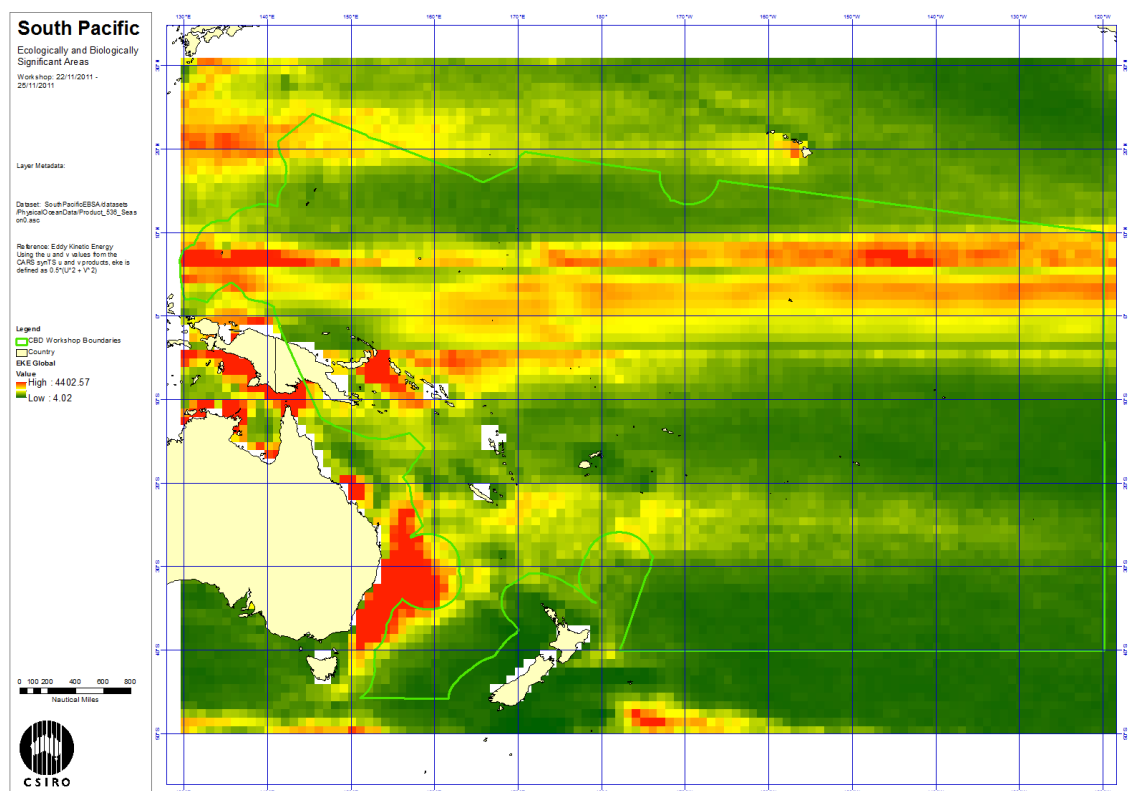 South Pacific
Ecologically and Biologically
Significant Areas
Workshop: 22/11/2011 -
25/11/2011
Layer Metadata:
Dataset: SouthPacificEBSA/datasets
/PhysicalOceanData/Product_536_Seas
on0.asc
Reference: Eddy Kinetic Energy
Using the u and v values from the
CARS synTS u and v products, eke is
defined as 0.5*(U^2 + V^2)
Legend
CBD Workshop Boundaries
Country
EKE Global
Value
High : 4402.57
Low : 4.02
0 100 200 400 600 800
Nautical Miles
CSIRO